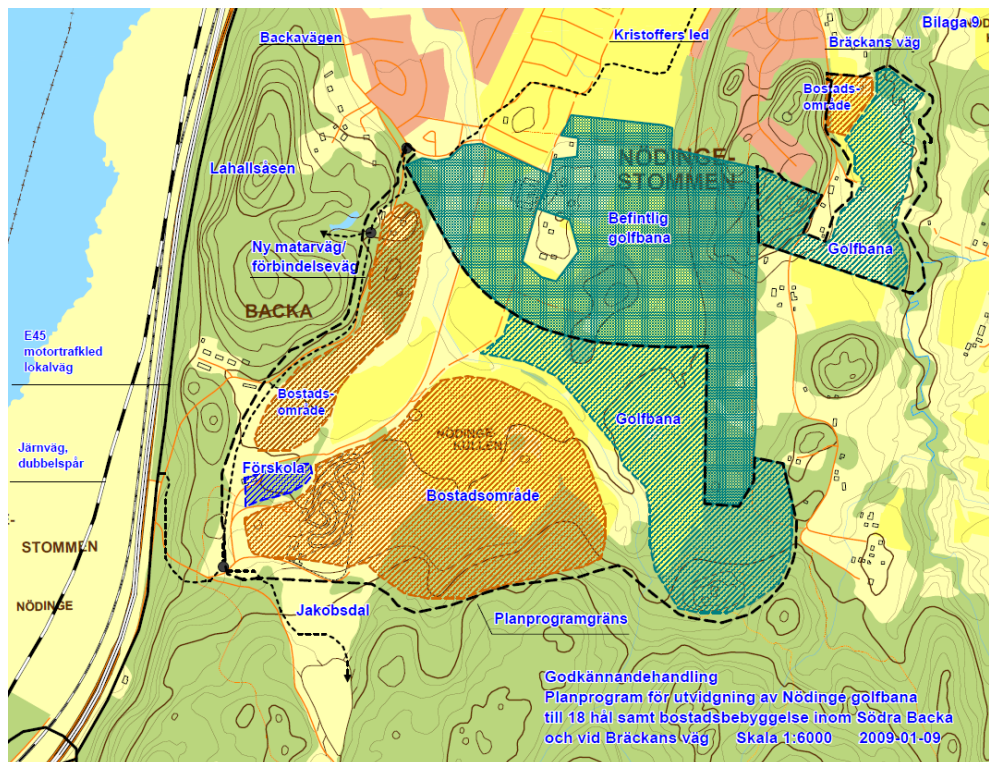 Bilaga 9
Backavägen
Kristoffers led
Bräckans väg
Bostads-
område
Lahallsåsen
NÖDINGE-
STOMMEN
Befintlig
golfbana
Golfbana
Ny matarväg/
förbindelseväg
BACKA
E45
motortrafkled
lokalväg
Bostads-
område
Golfbana
NÖDINGE-
KULLEN
Järnväg,
dubbelspår
Förskola
Bostadsområde
STOMMEN
NÖDINGE
Jakobsdal
Planprogramgräns
Godkännandehandling
Planprogram för utvidgning av Nödinge golfbana
till 18 hål samt bostadsbebyggelse inom Södra Backa
och vid Bräckans väg Skala 1:6000 2009-01-09